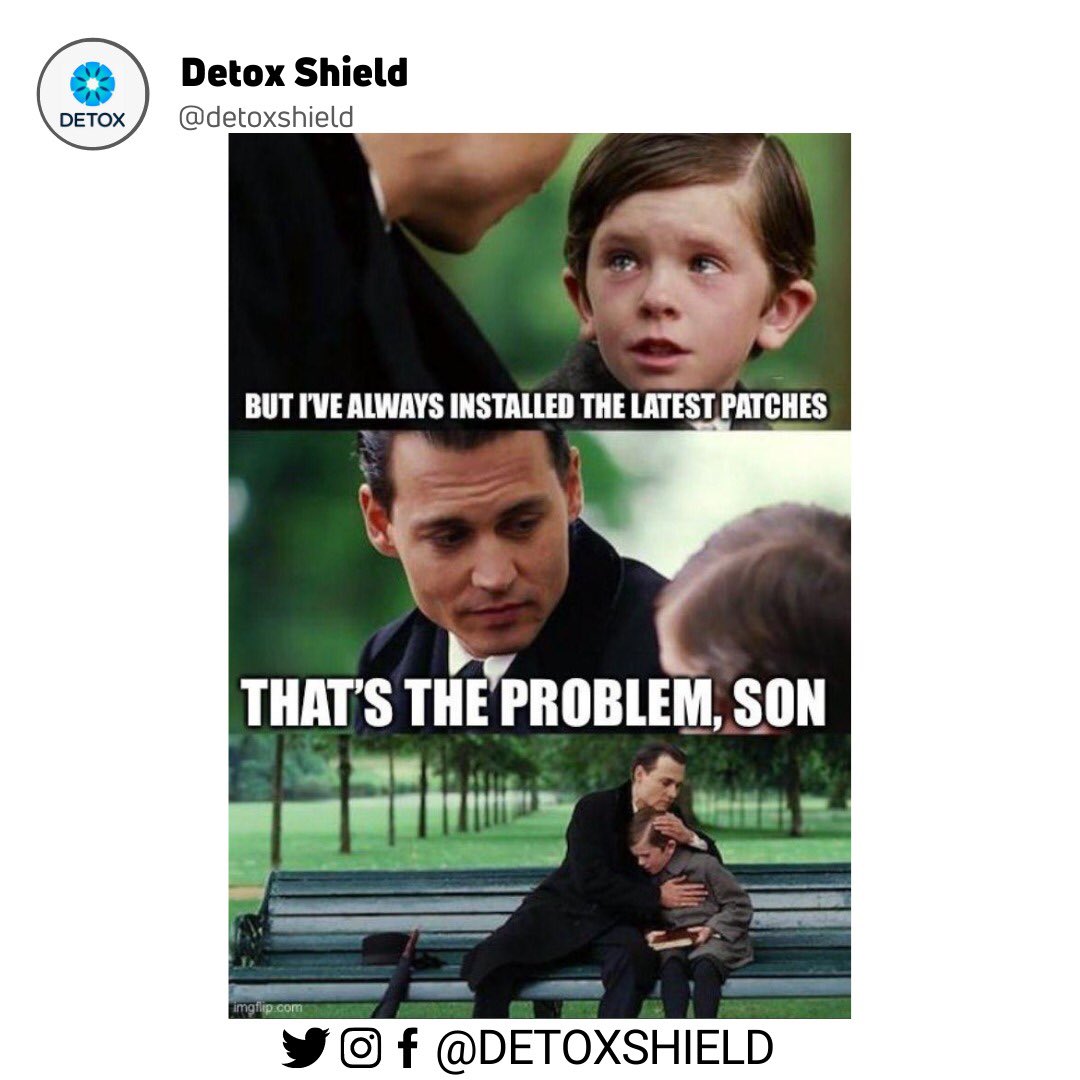 DETOX
Detox Shield
@detoxshield
BUT I'VE ALWAYS INSTALLED THE LATEST PATCHES
THAT'S THE PROBLEM, SON
imgflip.com
@DETOXSHIELD